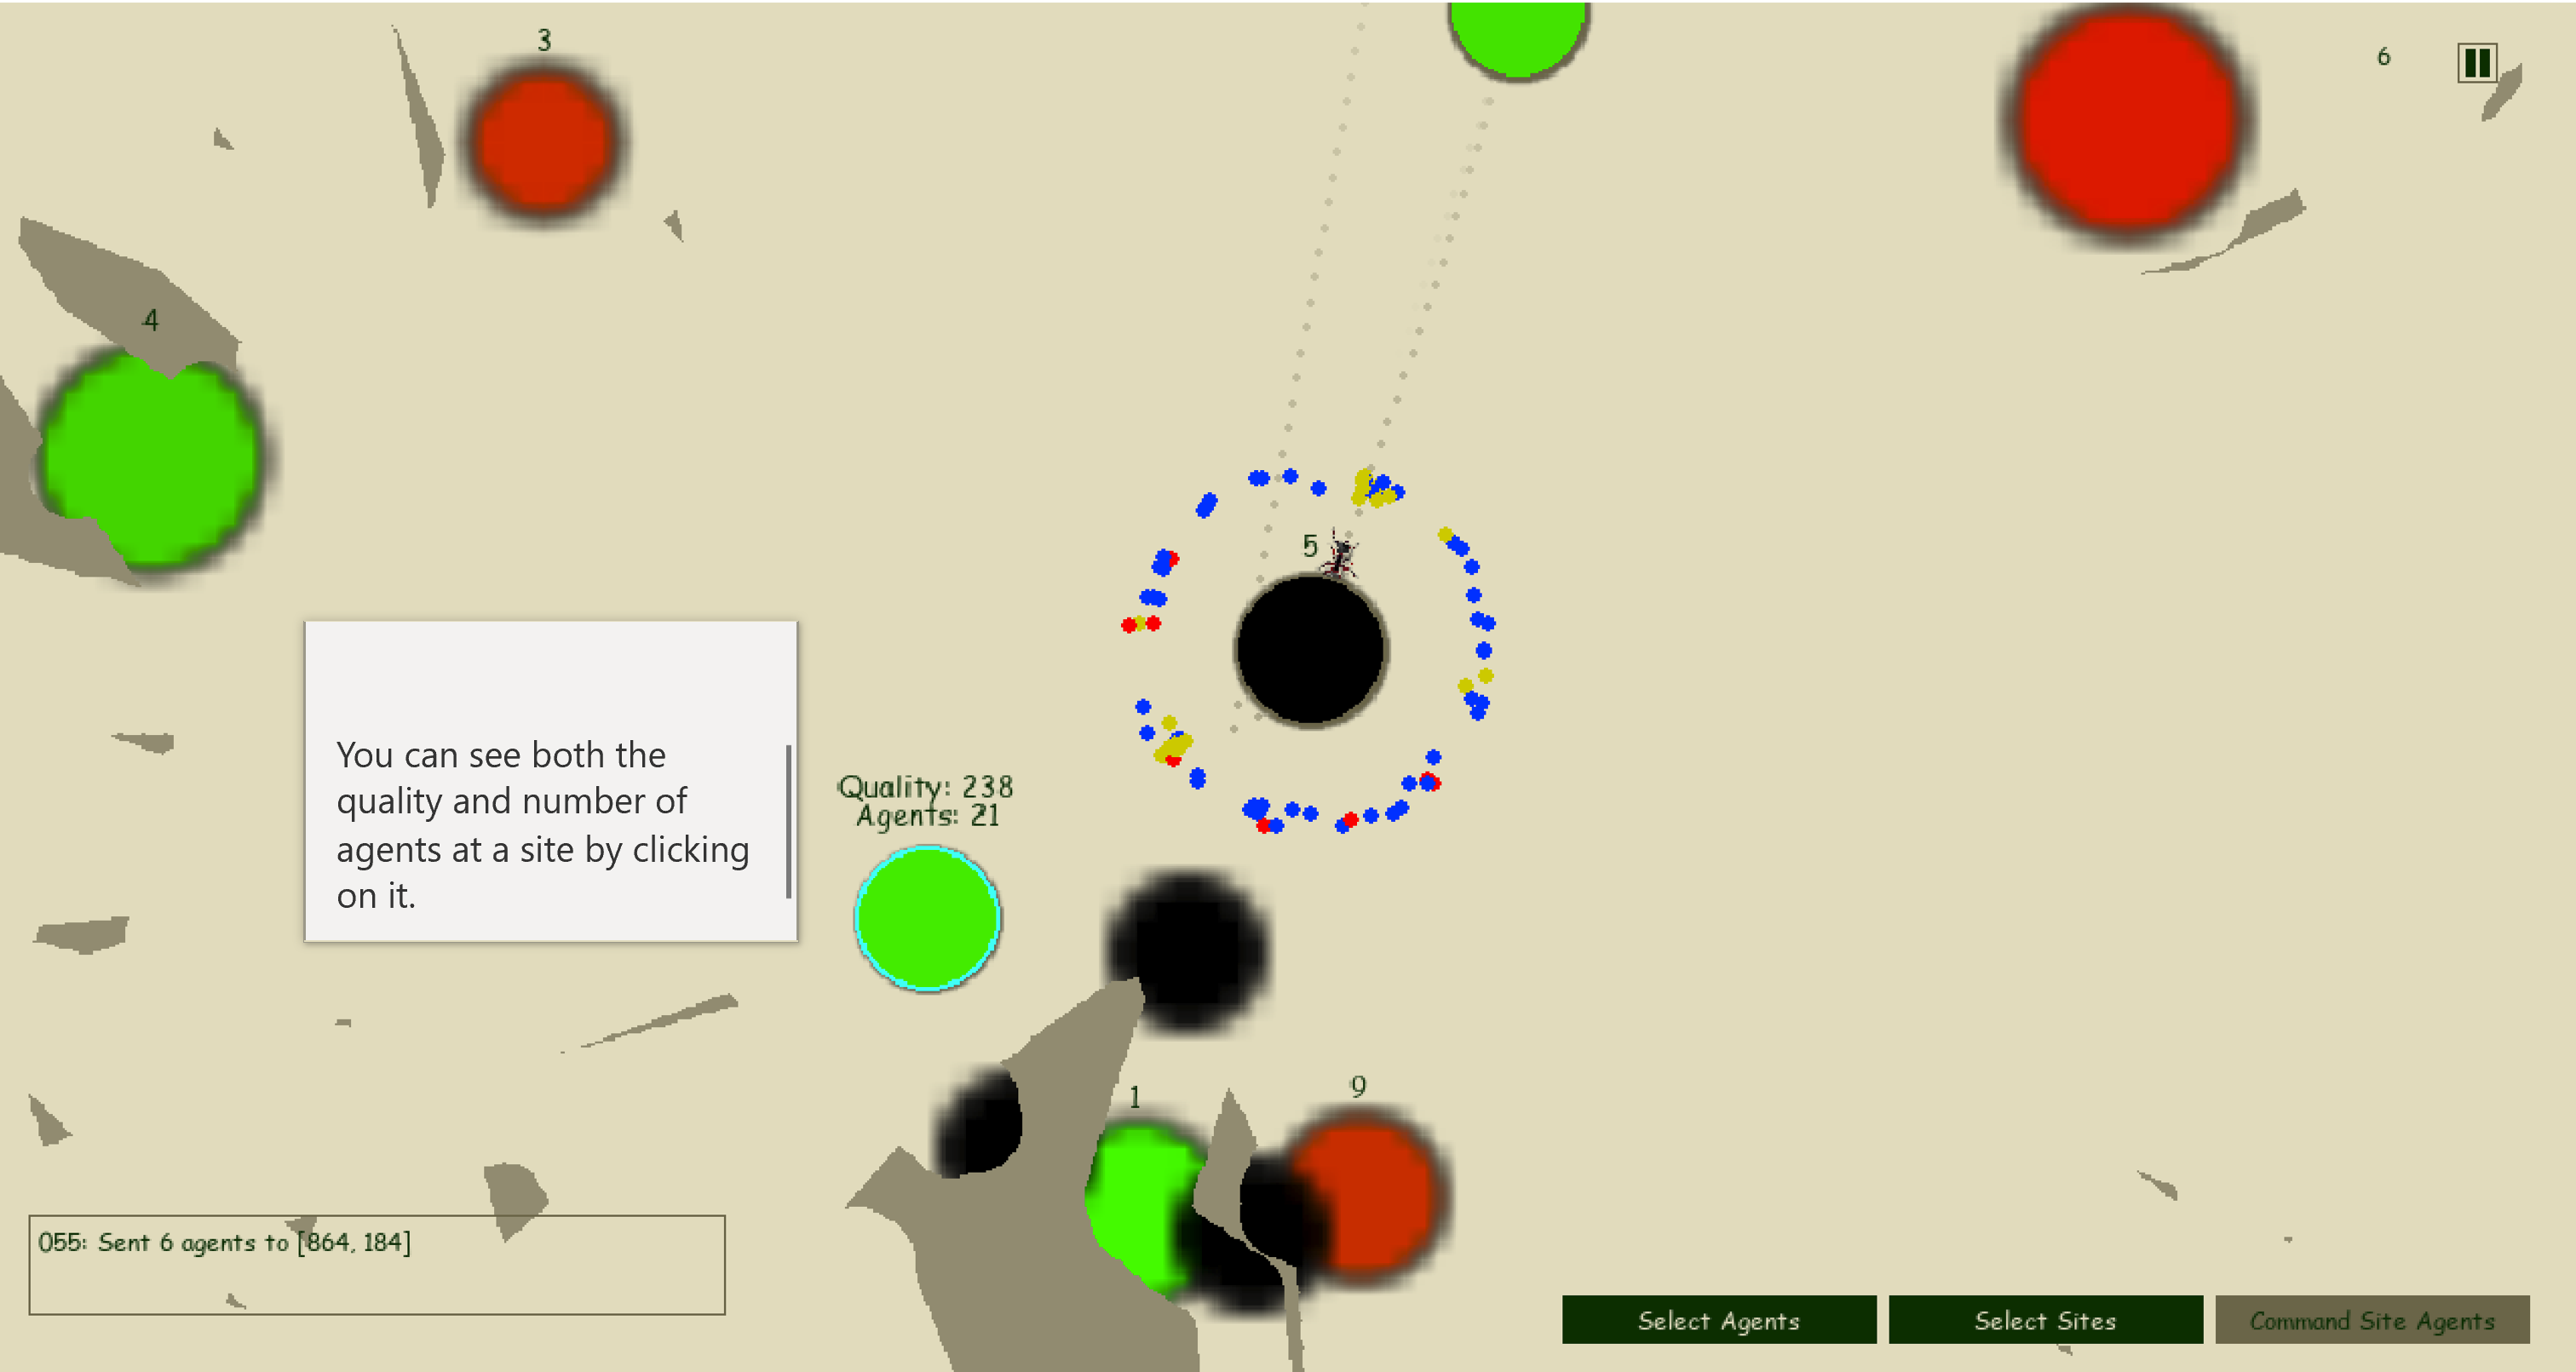 3
6
4
5
You can see both the
quality and number of
agents at a site by clicking
on it.
Quality: 238
Agents: 21
1
9
055: Sent 6 agents to [864, 184]
Select Agents
Select Sites
Command Site Agents